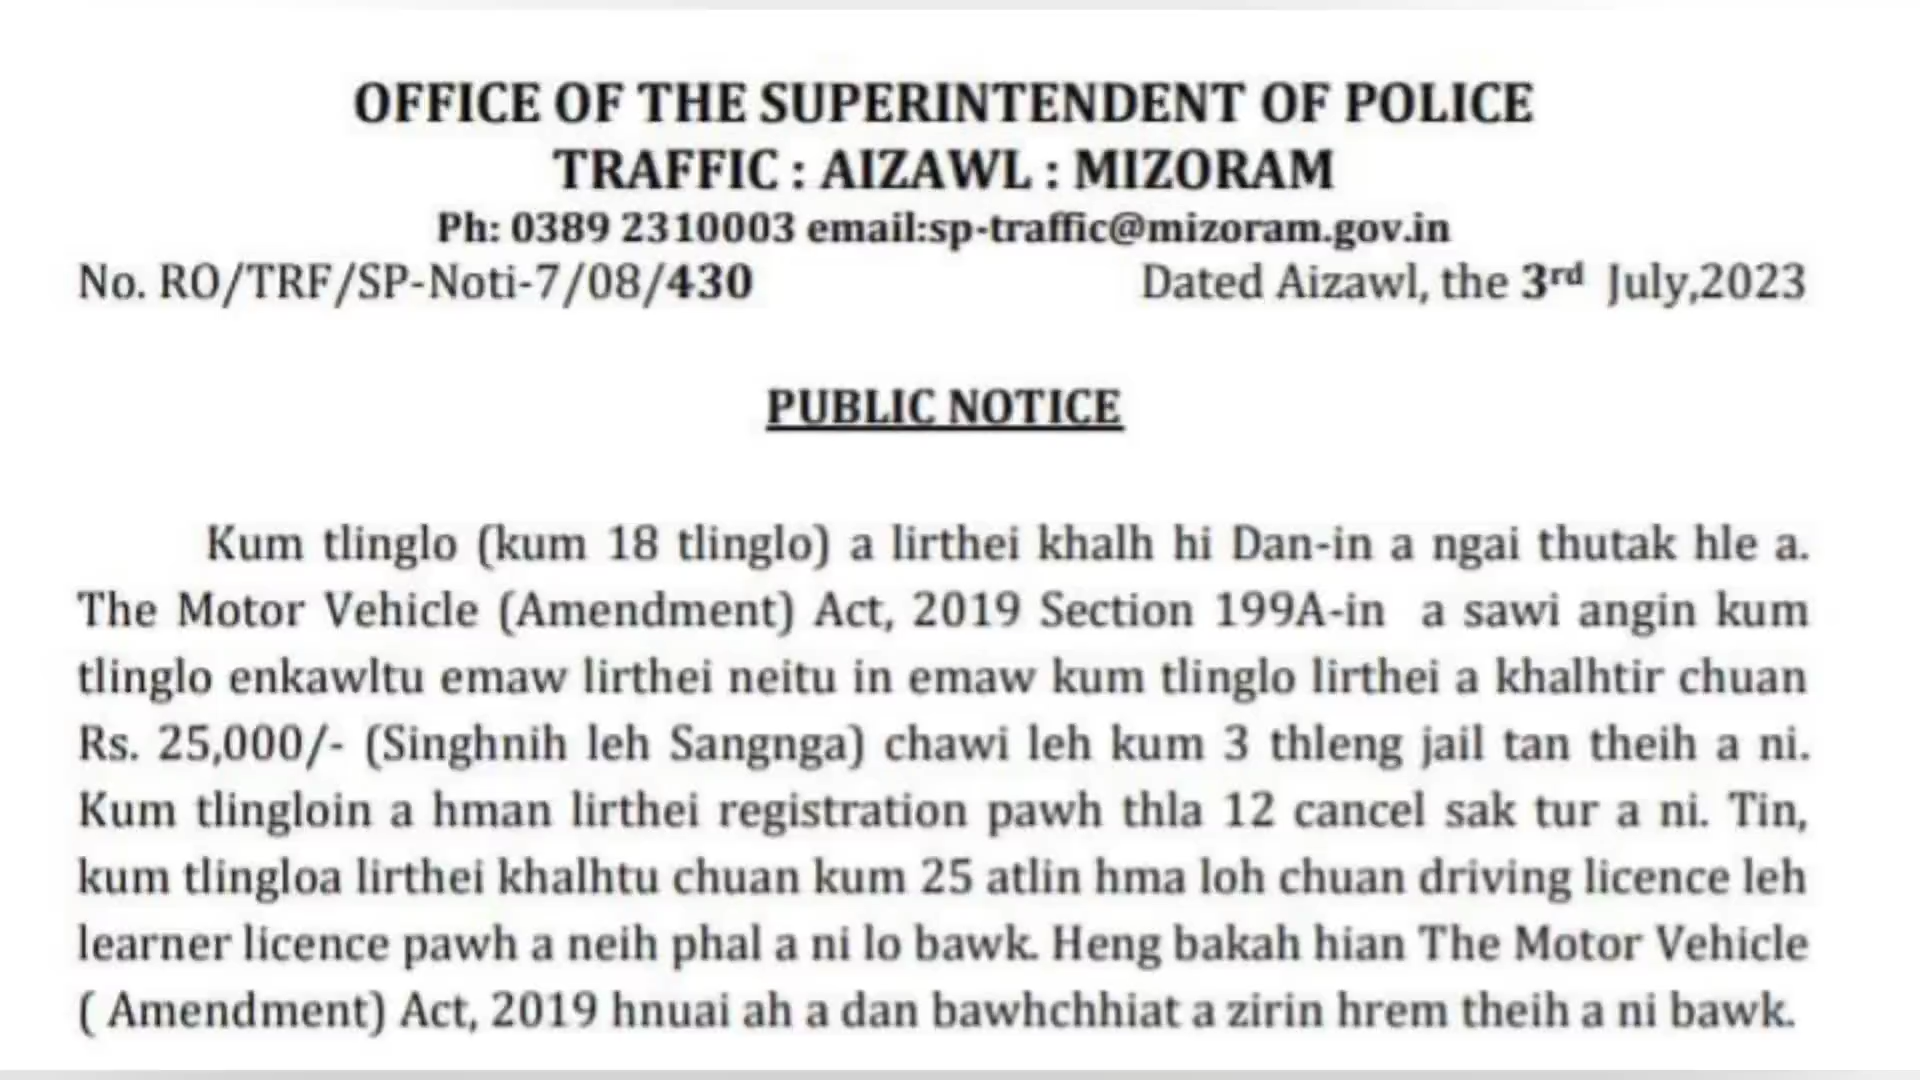 OFFICE OF THE SUPERINTENDENT OF POLICE
TRAFFIC : AIZAWL : MIZORAM
Ph: 0389 2310003 email:sp-traffic@mizoram.gov.in
No. RO/TRF/SP-Noti-7/08/430 Dated Aizawl, the 3rd July,2023
PUBLIC NOTICE
Kum tlinglo (kum 18 tlinglo) a lirthei khalh hi Dan-in a ngai thutak hle a.
The Motor Vehicle (Amendment) Act, 2019 Section 199A-in a sawi angin kum
tlinglo enkawltu emaw lirthei neitu in emaw kum tlinglo lirthei a khalhtir chuan
Rs. 25,000/- (Singhnih leh Sangnga) chawi leh kum 3 thleng jail tan theih a ni.
Kum tlingloin a hman lirthei registration pawh thla 12 cancel sak tur a ni. Tin,
kum tlingloa lirthei khalhtu chuan kum 25 atlin hma loh chuan driving licence leh
learner licence pawh a neih phal a ni lo bawk. Heng bakah hian The Motor Vehicle
( Amendment) Act, 2019 hnuai ah a dan bawhchhiat a zirin hrem theih a ni bawk.